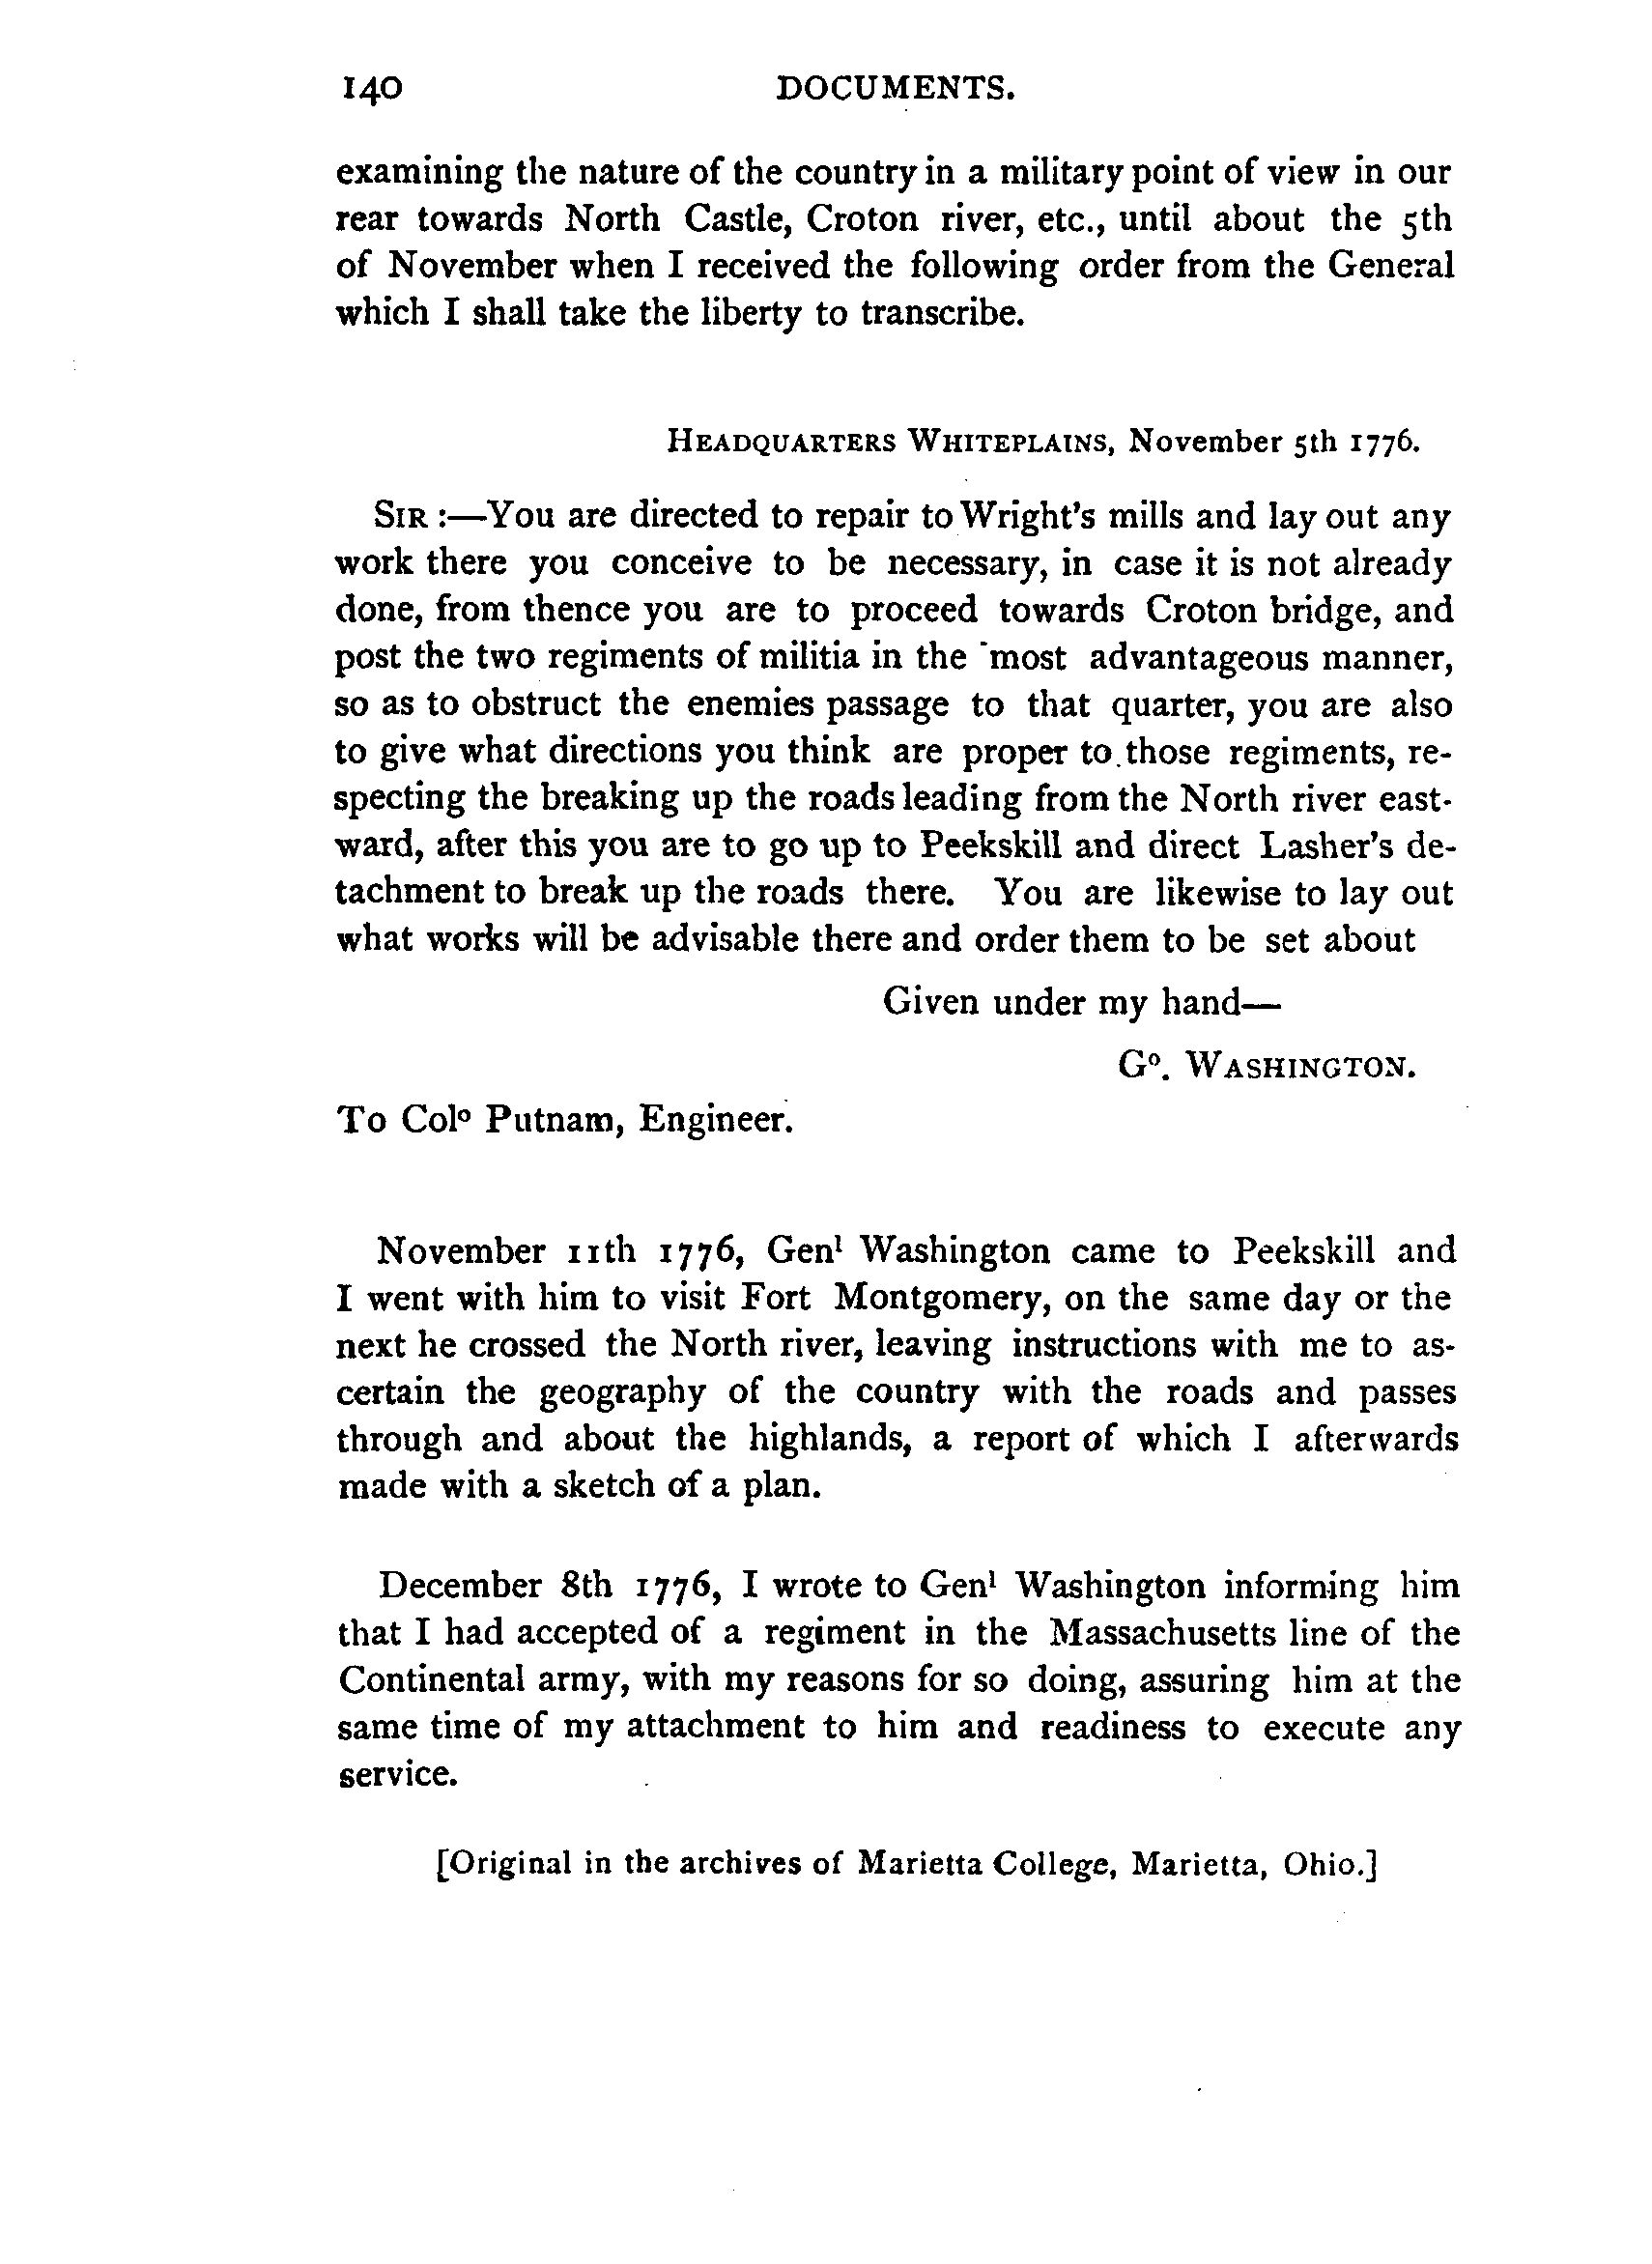 140 DOCUMENTS.
examining the nature of the country in a military point of view in our
rear towards North Castle, Croton river, etc., until about the 5th
of November when I received the following order from the General
which I shall take the liberty to transcribe.
HEADQUARTERS WHITEPLAINS, November 5th 1776.
SIR :—You are directed to repair to Wright's mills and lay out any
work there you conceive to be necessary, in case it is not already
done, from thence you are to proceed towards Croton bridge, and
post the two regiments of militia in the most advantageous manner,
so as to obstruct the enemies passage to that quarter, you are also
to give what directions you think are proper to those regiments, re-
specting the breaking up the roads leading from the North river east-
ward, after this you are to go up to Peekskill and direct Lasher's de-
tachment to break up the roads there. You are likewise to lay out
what works will be advisable there and order them to be set about
Given under my hand—
Gº. WASHINGTON.
To Colº Putnam, Engineer.
November 11th 1776, Genˡ Washington came to Peekskill and
I went with him to visit Fort Montgomery, on the same day or the
next he crossed the North river, leaving instructions with me to as-
certain the geography of the country with the roads and passes
through and about the highlands, a report of which I afterwards
made with a sketch of a plan.
December 8th 1776, I wrote to Genˡ Washington informing him
that I had accepted of a regiment in the Massachusetts line of the
Continental army, with my reasons for so doing, assuring him at the
same time of my attachment to him and readiness to execute any
service.
[Original in the archives of Marietta College, Marietta, Ohio.]